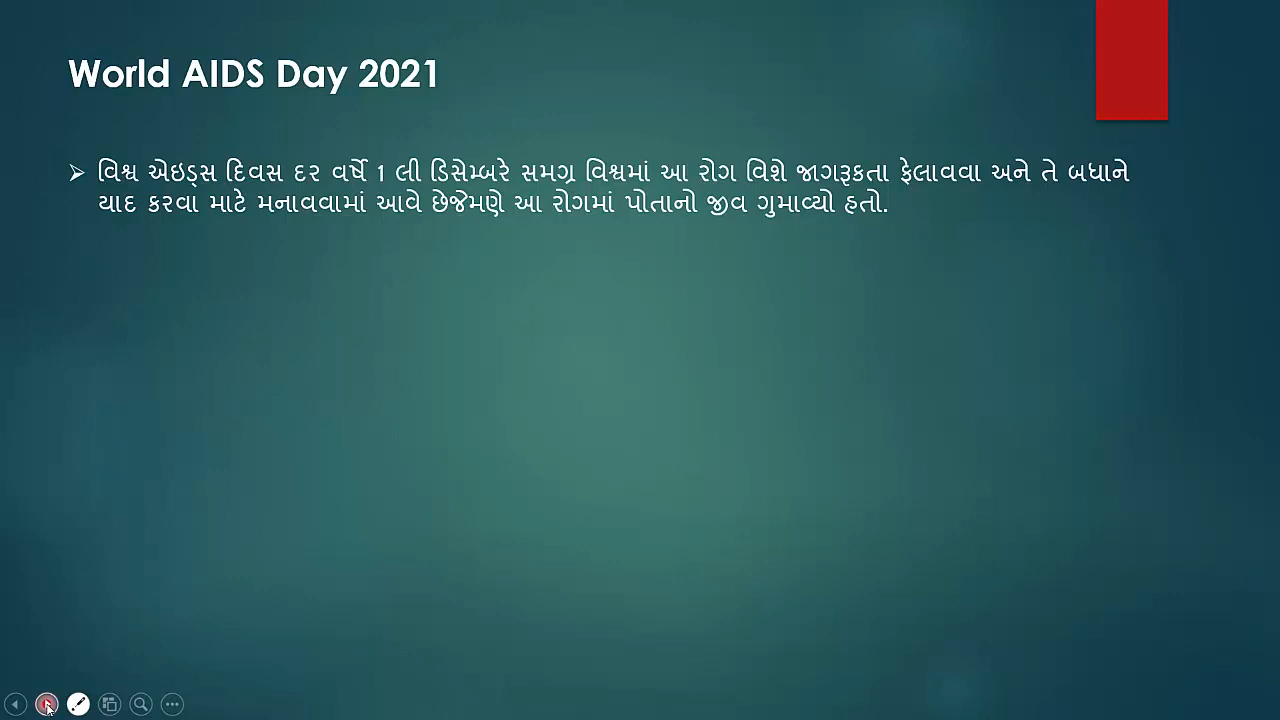 World AIDS Day 2021
વિશ્વ એઇડ્સ દિવસ દર વર્ષે 1 લી ડિસેમ્બરે સમગ્ર વિશ્વમાં આ રોગ વિશે જાગરૂકતા ફેલાવવા અને તે બધાને
યાદ કરવા માટે મનાવવામાં આવે છેજેમણે આ રોગમાં પોતાનો જીવ ગુમાવ્યો હતો.